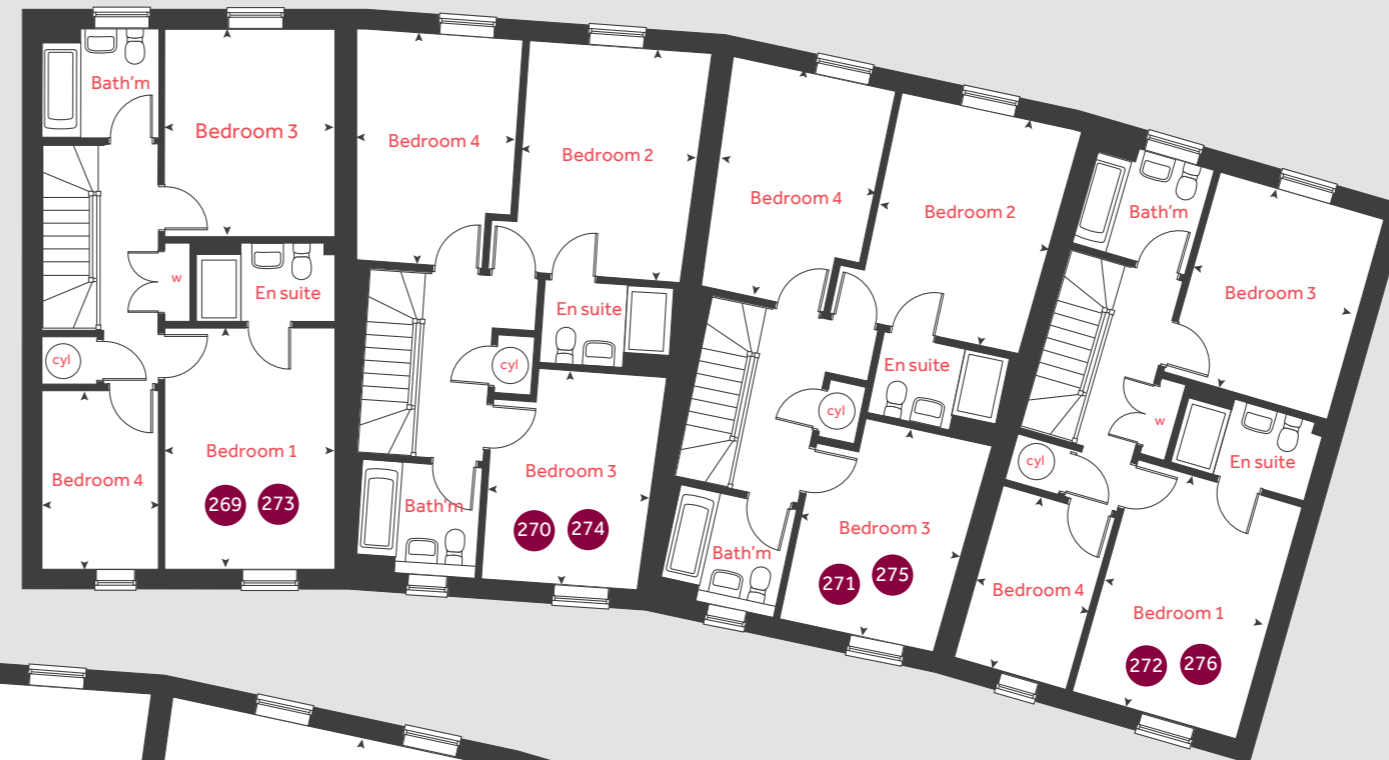 Bath'm
Bedroom 3
w
En suite
cyl
Bedroom 4
Bedroom 1
269 273
Bedroom 4
Bedroom 2
En suite
cyl
Bath'm
Bedroom 3
270 274
Bedroom 4
Bedroom 2
En suite
cyl
Bath'm
Bedroom 3
271 275
Bath'm
Bedroom 3
w
En suite
cyl
Bedroom 4
Bedroom 1
272 276